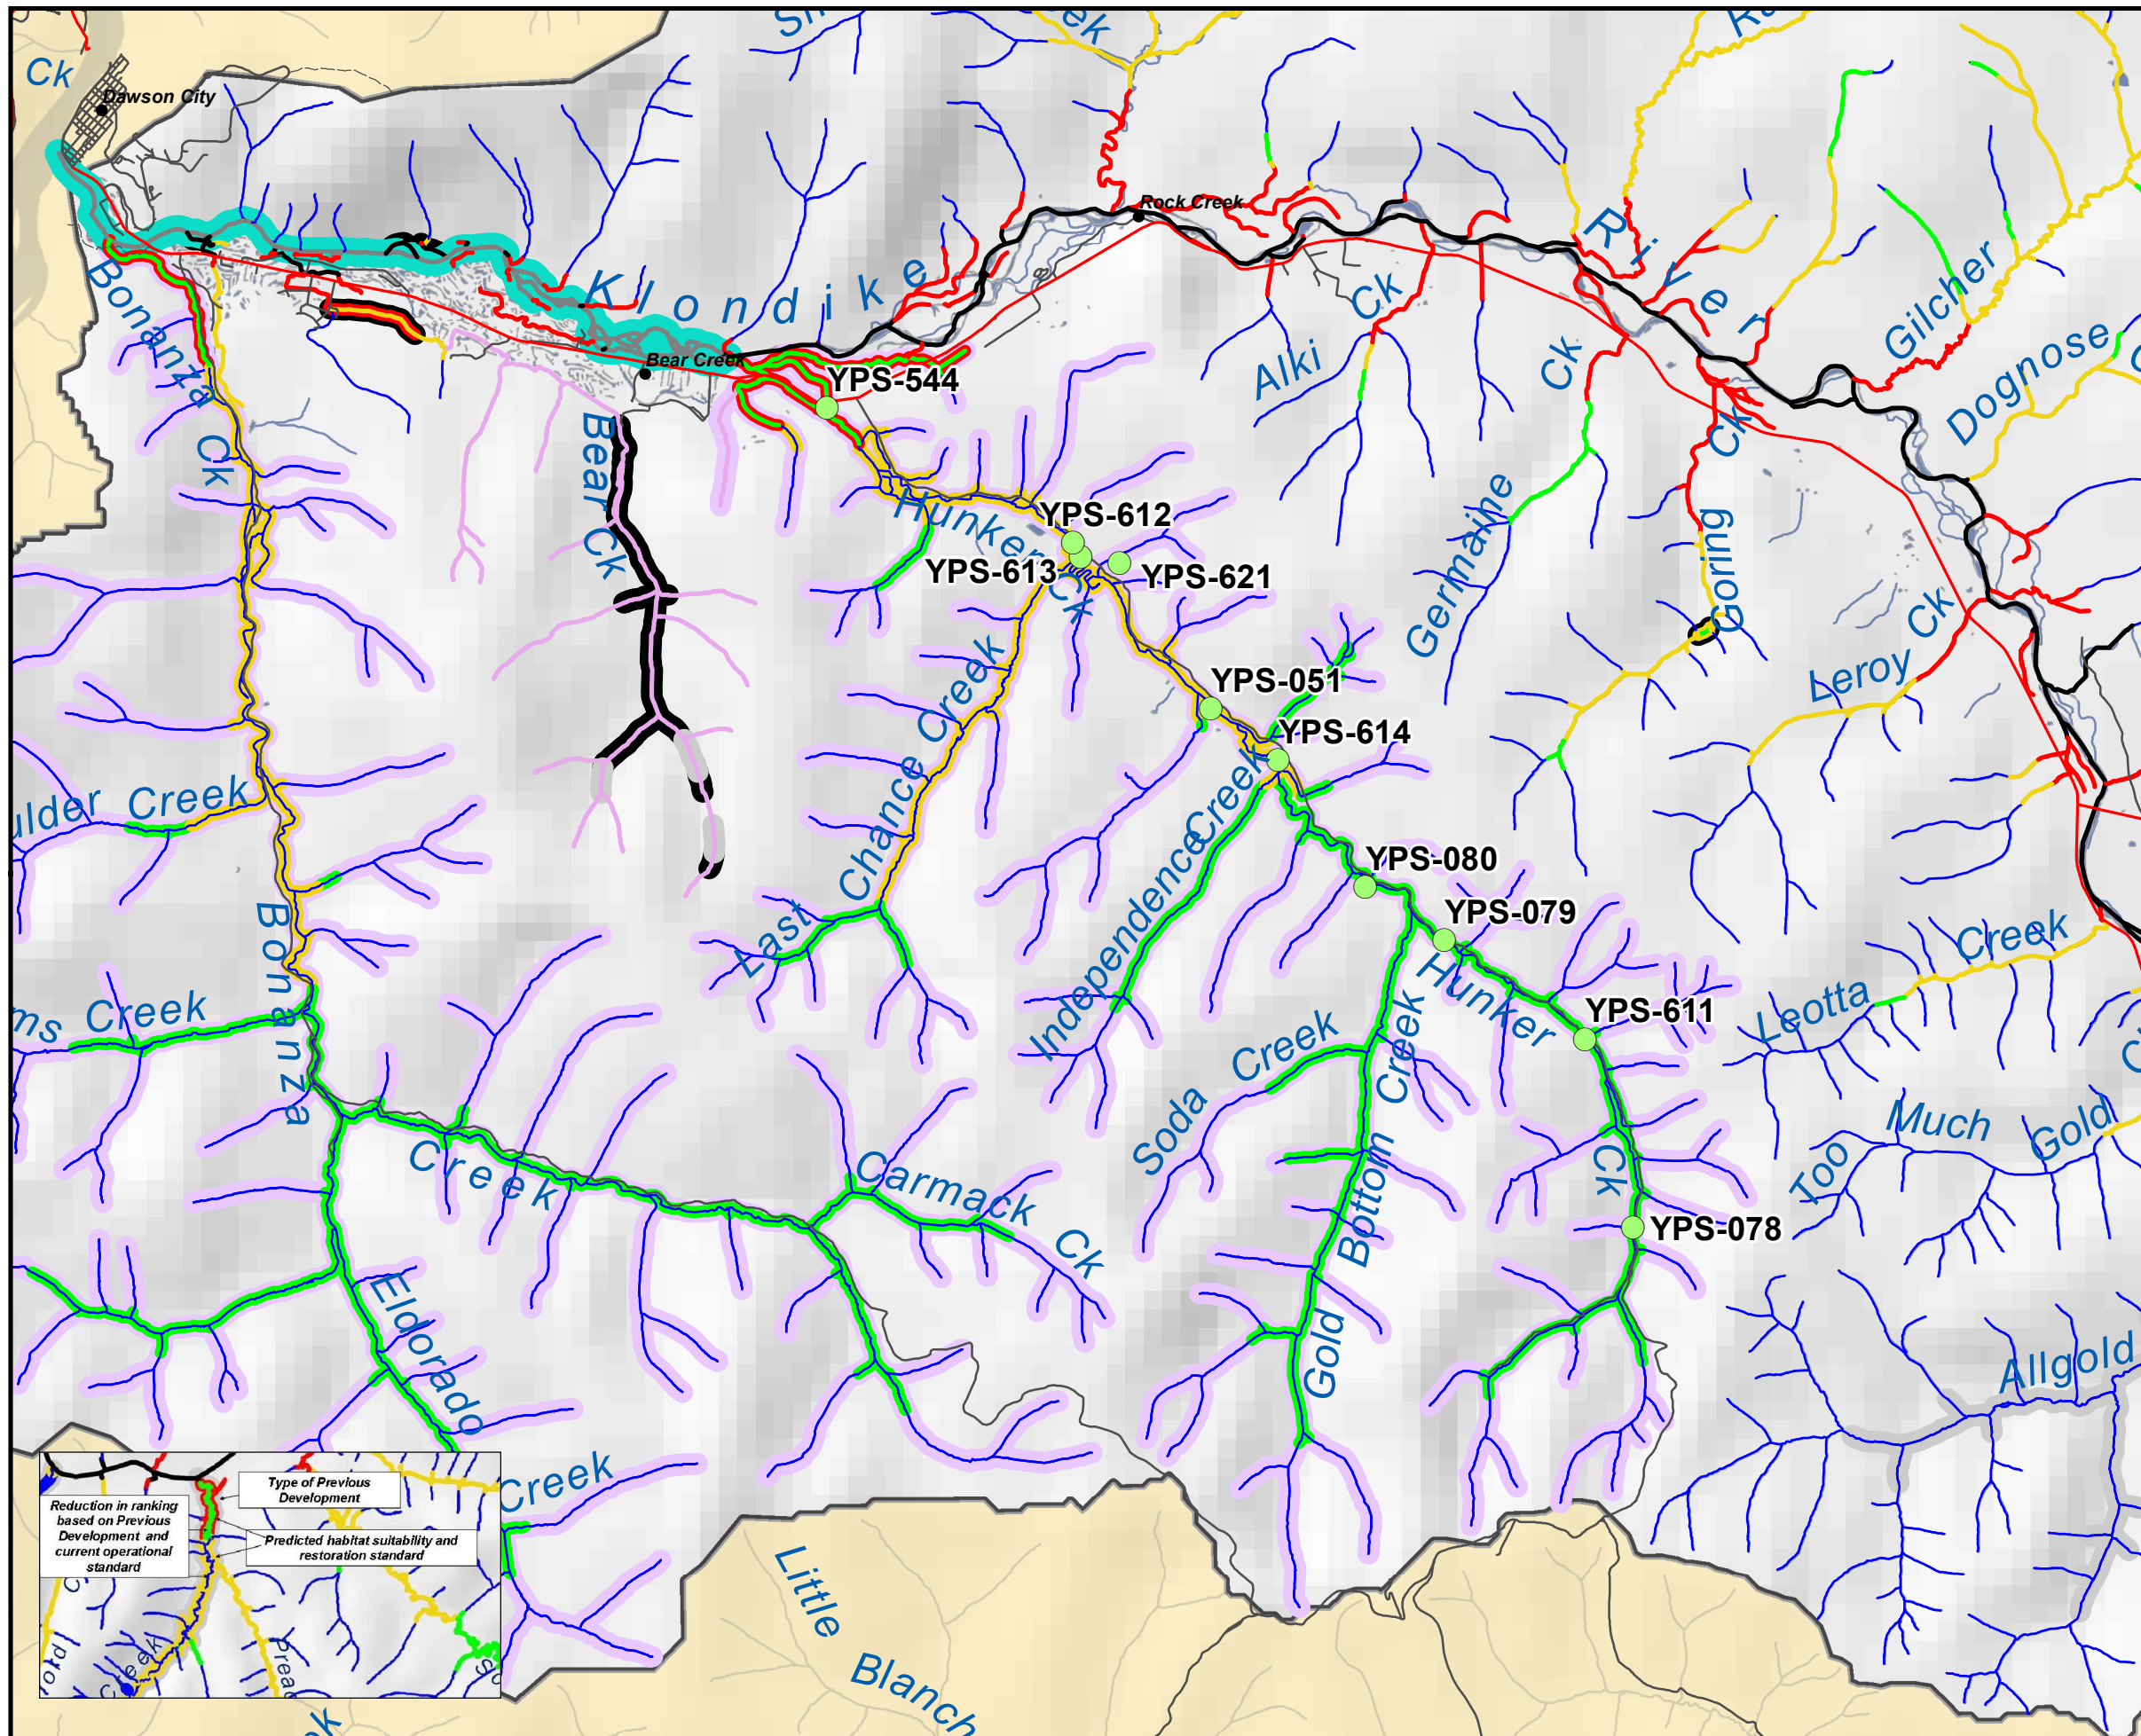 Ck
Dawson City
Rock Creek
Klondike
River
Bonanza
Ck
Bear Creek
YPS-544
Alki
Ck
Ck
Gilcher
Dognose
Bear Ck
Hunker
Ck
YPS-612
YPS-613
YPS-621
Germaine
Ck
Goring
Leroy
Ck
YPS-051
YPS-614
Creek
Last Chance Creek
Independence
Creek
YPS-080
YPS-079
Bonanza
Hunker
YPS-611
Leotta
Creek
Creek
Soda Creek
Gold Bottom Creek
Ck
Too
Much
Gold
YPS-078
Creek
Carmack
Ck
Eldorado
Creek
Allgold
Type of Previous
Development
Reduction in ranking
based on Previous
Development and
current operational
standard
Predicted habitat suitability and
restoration standard
Creek
Little
Blanch